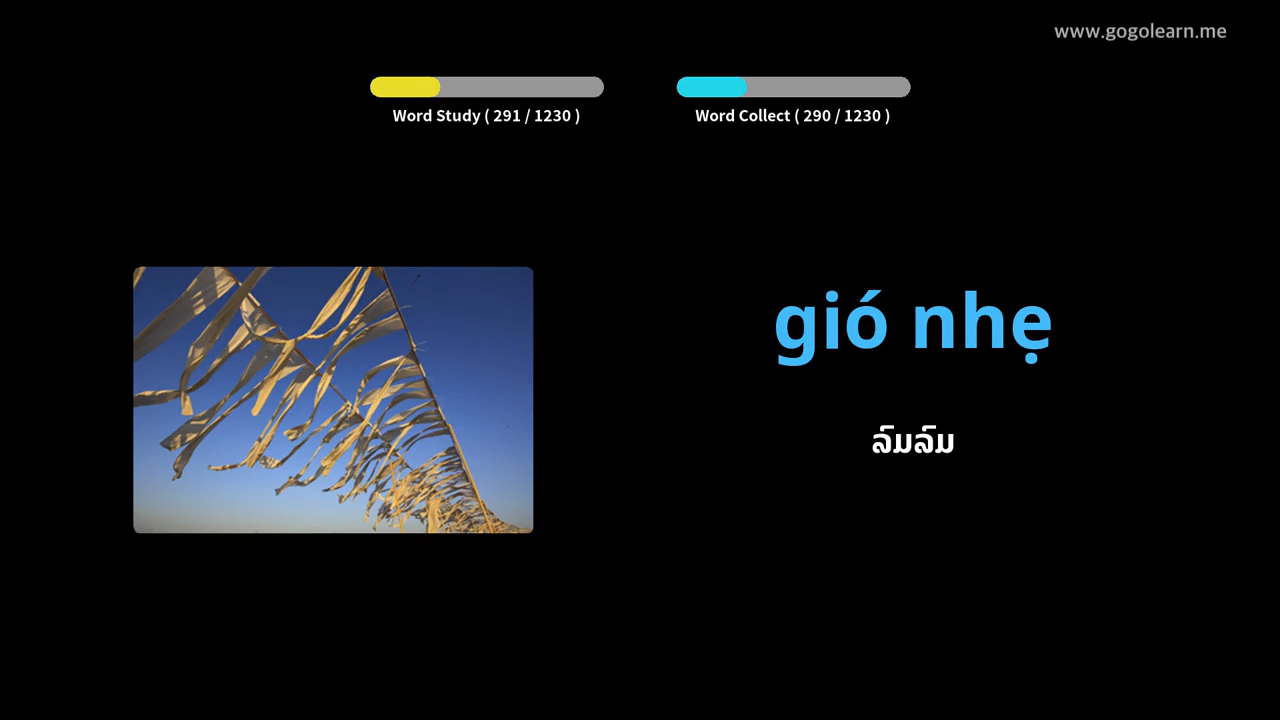 www.gogolearn.me
Word Study ( 291 / 1230 )
Word Collect ( 290 / 1230 )
gió nhẹ
ລົມລົມ